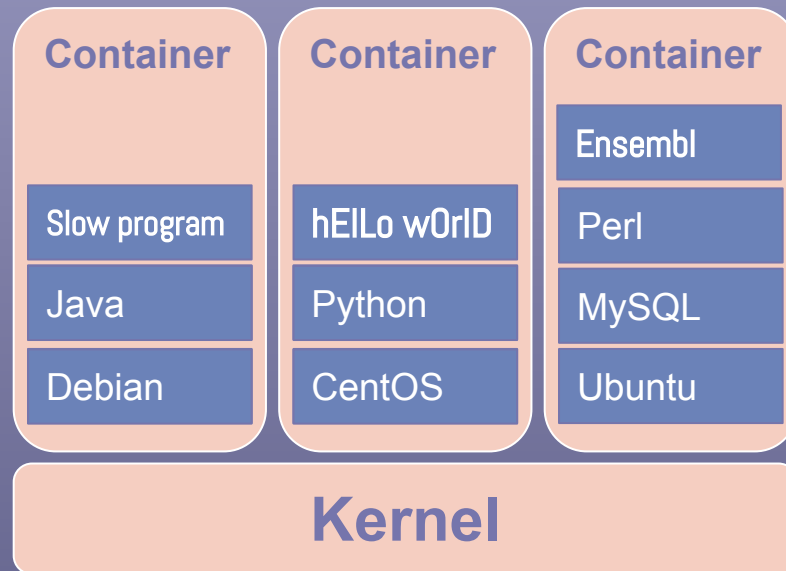 Container
Slow program
Java
Debian
Container
hElLo wOrlD
Python
CentOS
Container
Ensembl
Perl
MySQL
Ubuntu
Kernel